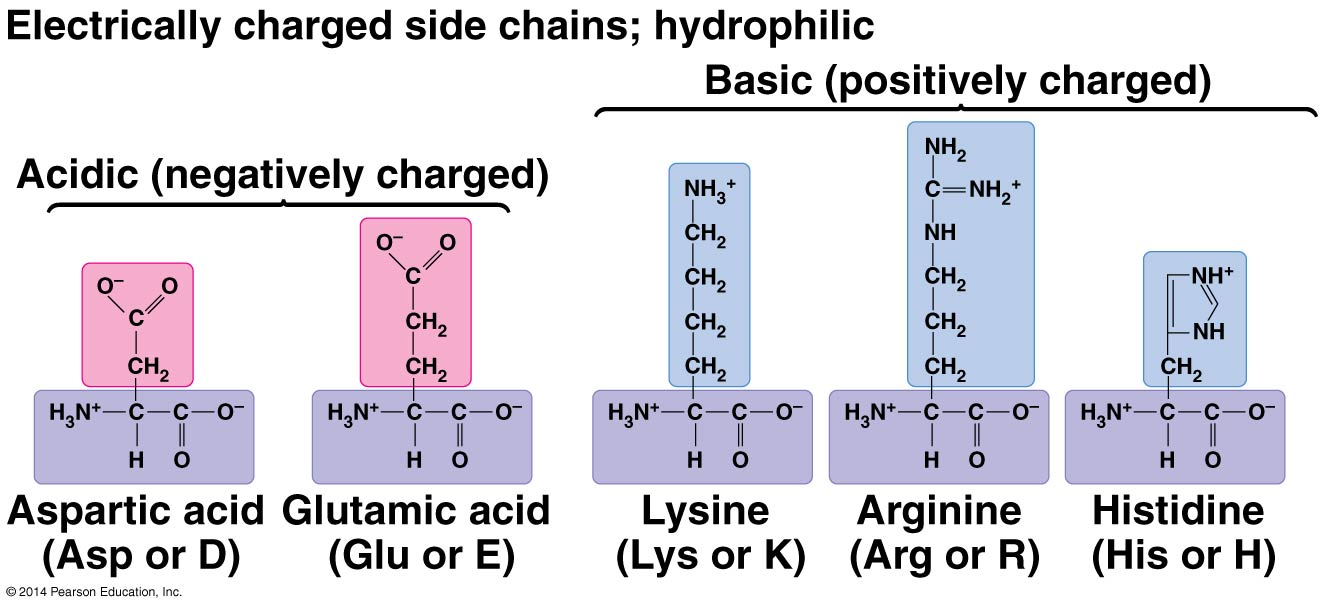 Electrically charged side chains; hydrophilic
Basic (positively charged)
Acidic (negatively charged)
O⁻ O
C
CH₂
H₃N⁺—C—C—O⁻
H O
Aspartic acid
(Asp or D)
O⁻ O
C
CH₂
CH₂
H₃N⁺—C—C—O⁻
H O
Glutamic acid
(Glu or E)
NH₃⁺
CH₂
CH₂
CH₂
CH₂
H₃N⁺—C—C—O⁻
H O
Lysine
(Lys or K)
NH₂
C=NH₂⁺
NH
CH₂
CH₂
CH₂
H₃N⁺—C—C—O⁻
H O
Arginine
(Arg or R)
NH⁺
NH
CH₂
H₃N⁺—C—C—O⁻
H O
Histidine
(His or H)
© 2014 Pearson Education, Inc.